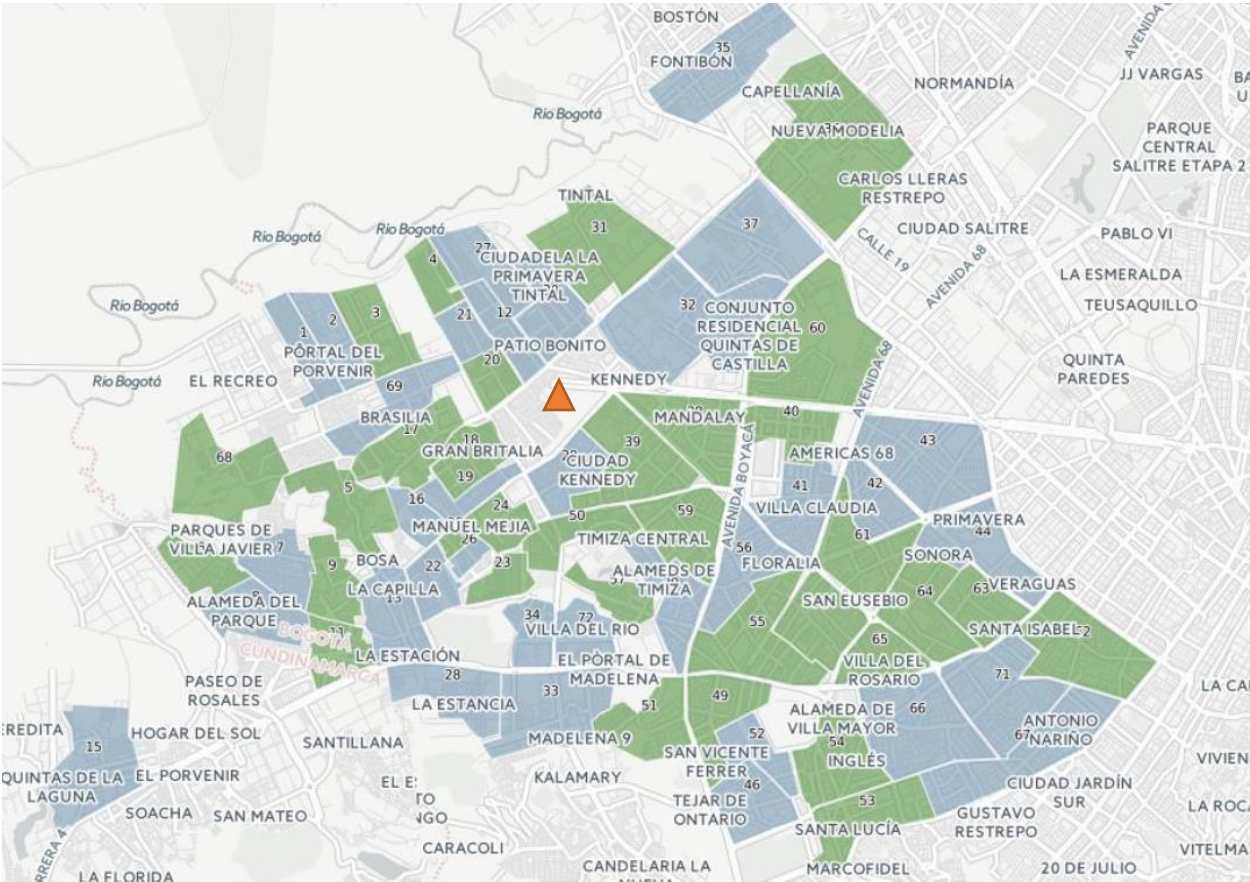 BOSTÓN
35
FONTIBÓN
AVENIDA
JJ VARGAS
NORMANDÍA
CAPELLANÍA
Rio Bogotá
NUEVA MODELIA
PARQUE
CENTRAL
SALITRE ETAPA 2
CARLOS LLERAS
RESTREPO
TINTAL
31
37
CIUDAD SALITRE
PABLO VI
CALLE 19
AVENIDA 68
Rio Bogotá
Rio Bogotá
4
27
CIUDADELA LA
PRIMAVERA
TINTAL
LA ESMERALDA
TEUSAQUILLO
Rio Bogotá
1
2
3
21
12
32
CONJUNTO
RESIDENCIAL
QUINTAS DE
CASTILLA
60
PORTAL DEL
PORVENIR
PATIO BONITO
20
QUINTA
PAREDES
Rio Bogotá
EL RECREO
69
KENNEDY
AVENIDA 68
BRASILIA
17
MANDALAY
40
18
GRAN BRITALIA
39
AMERICAS 68
43
68
19
CIUDAD
KENNEDY
AVENIDA BOYACÁ
5
16
24
41
42
VILLA CLAUDIA
MANUEL MEJIA
50
59
PRIMAVERA
44
PARQUES DE
VILLA JAVIER
7
26
TIMIZA CENTRAL
56
FLORALIA
61
SONORA
BOSA
9
22
23
ALAMEDS DE
TIMIZA
LA CAPILLA
64
63
VERAGUAS
ALAMEDA DEL
PARQUE
34
72
SAN EUSEBIO
BOGOTÁ
CUNDINAMARCA
VILLA DEL RIO
55
SANTA ISABEL
65
LA ESTACIÓN
EL PORTAL DE
MADELENA
VILLA DEL
ROSARIO
71
PASEO DE
ROSALES
28
33
49
LA ESTANCIA
51
ALAMEDA DE
VILLA MAYOR
66
EREDITA
HOGAR DEL SOL
SANTILLANA
MADELENA 9
52
54
INGLÉS
ANTONIO
NARIÑO
67
15
SAN VICENTE
FERRER
QUINTAS DE LA
LAGUNA
EL PORVENIR
KALAMARY
46
VIVIEN
CIUDAD JARDÍN
SUR
SOACHA
SAN MATEO
TEJAR DE
ONTARIO
53
GUSTAVO
RESTREPO
SANTA LUCÍA
CARACOLI
VITELMA
LA FLORIDA
CANDELARIA LA
MARCOFIDEL
20 DE JULIO